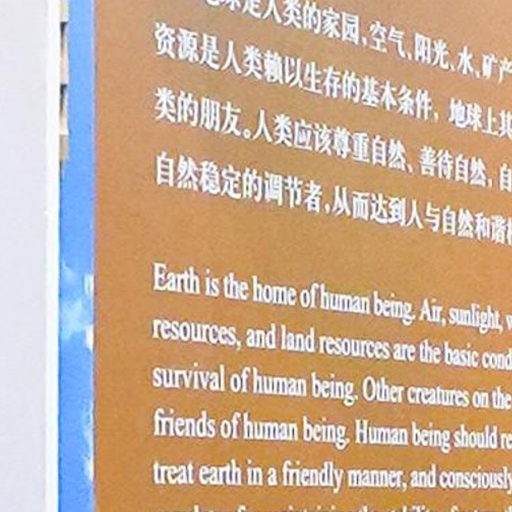 球是人类的家园,空气、阳光、水、矿产
资源是人类赖以生存的基本条件,地球上其
类的朋友。人类应该尊重自然、善待自然,自
自然稳定的调节者,从而达到人与自然和谐
Earth is the home of human being. Air, sunlight,
resources, and land resources are the basic cond
survival of human being. Other creatures on the
friends of human being. Human being should re
treat earth in a friendly manner, and consciously